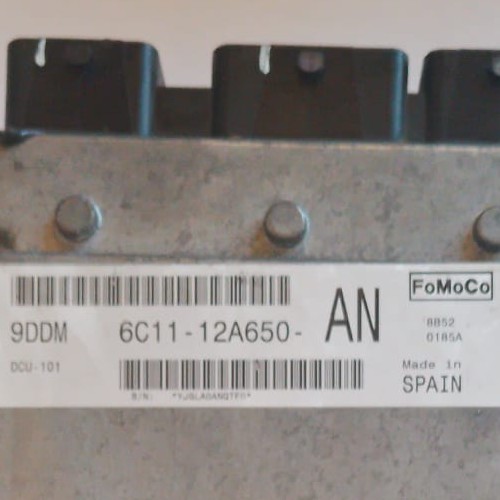 FoMoCo
9DDM 6C11-12A650- AN
8B52
0185A
DCU-101
Made in
SPAIN
S/N: